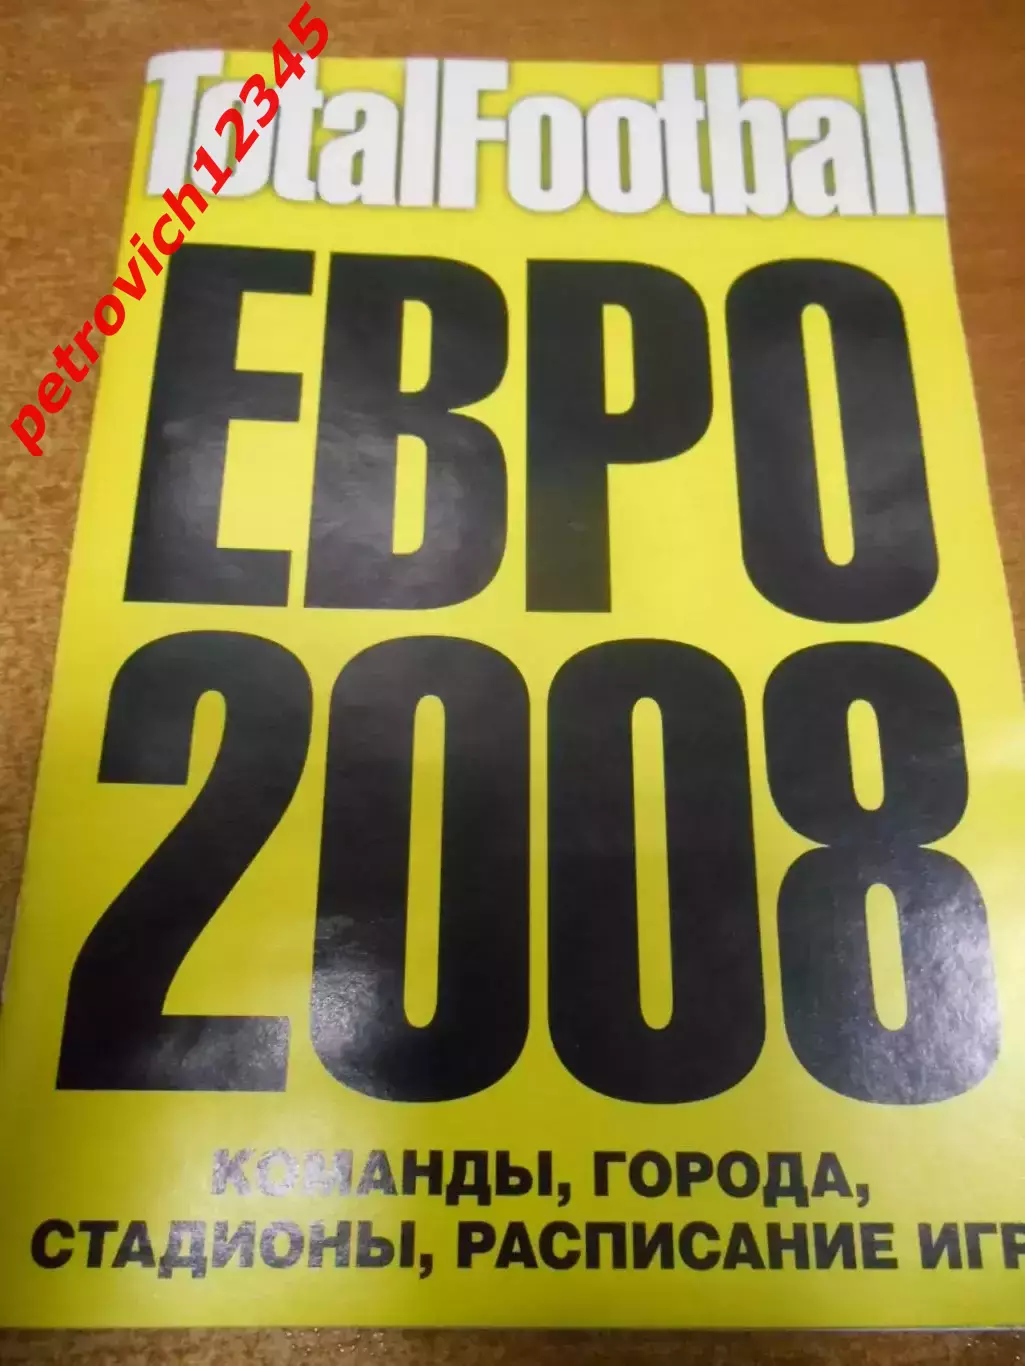 petrovich12345
TotalFootball
ЕВРО
2008
КОМАНДЫ, ГОРОДА,
СТАДИОНЫ, РАСПИСАНИЕ ИГР